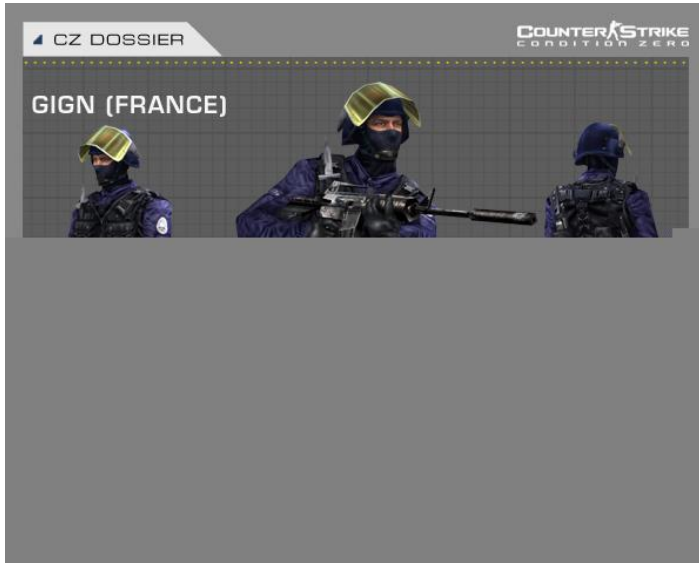 CZ DOSSIER
COUNTER STRIKE
CONDITION ZERO
GIGN (FRANCE)